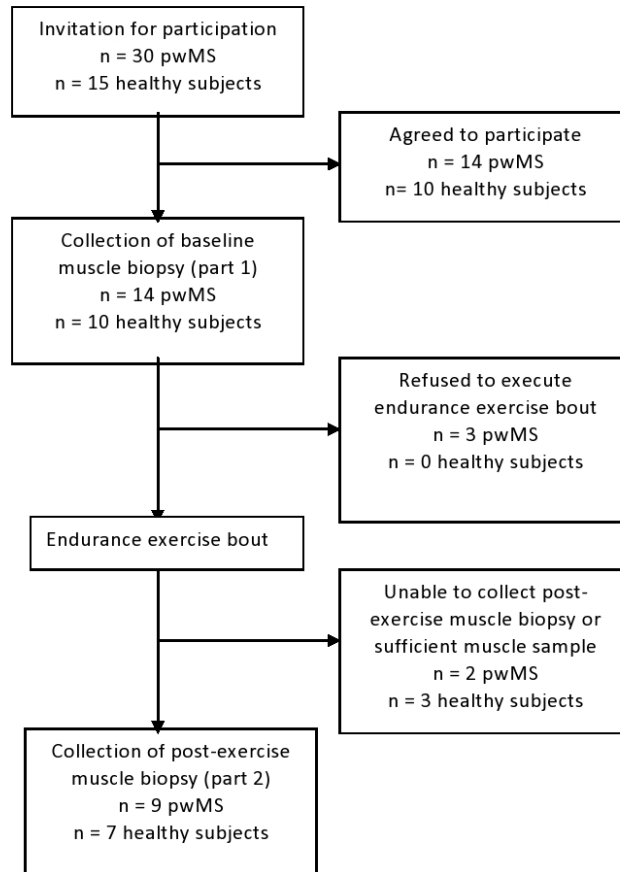 Invitation for participation
n = 30 pwMS
n = 15 healthy subjects
Agreed to participate
n = 14 pwMS
n= 10 healthy subjects
Collection of baseline
muscle biopsy (part 1)
n = 14 pwMS
n = 10 healthy subjects
Refused to execute
endurance exercise bout
n = 3 pwMS
n = 0 healthy subjects
Endurance exercise bout
Unable to collect post-
exercise muscle biopsy or
sufficient muscle sample
n = 2 pwMS
n = 3 healthy subjects
Collection of post-exercise
muscle biopsy (part 2)
n = 9 pwMS
n = 7 healthy subjects